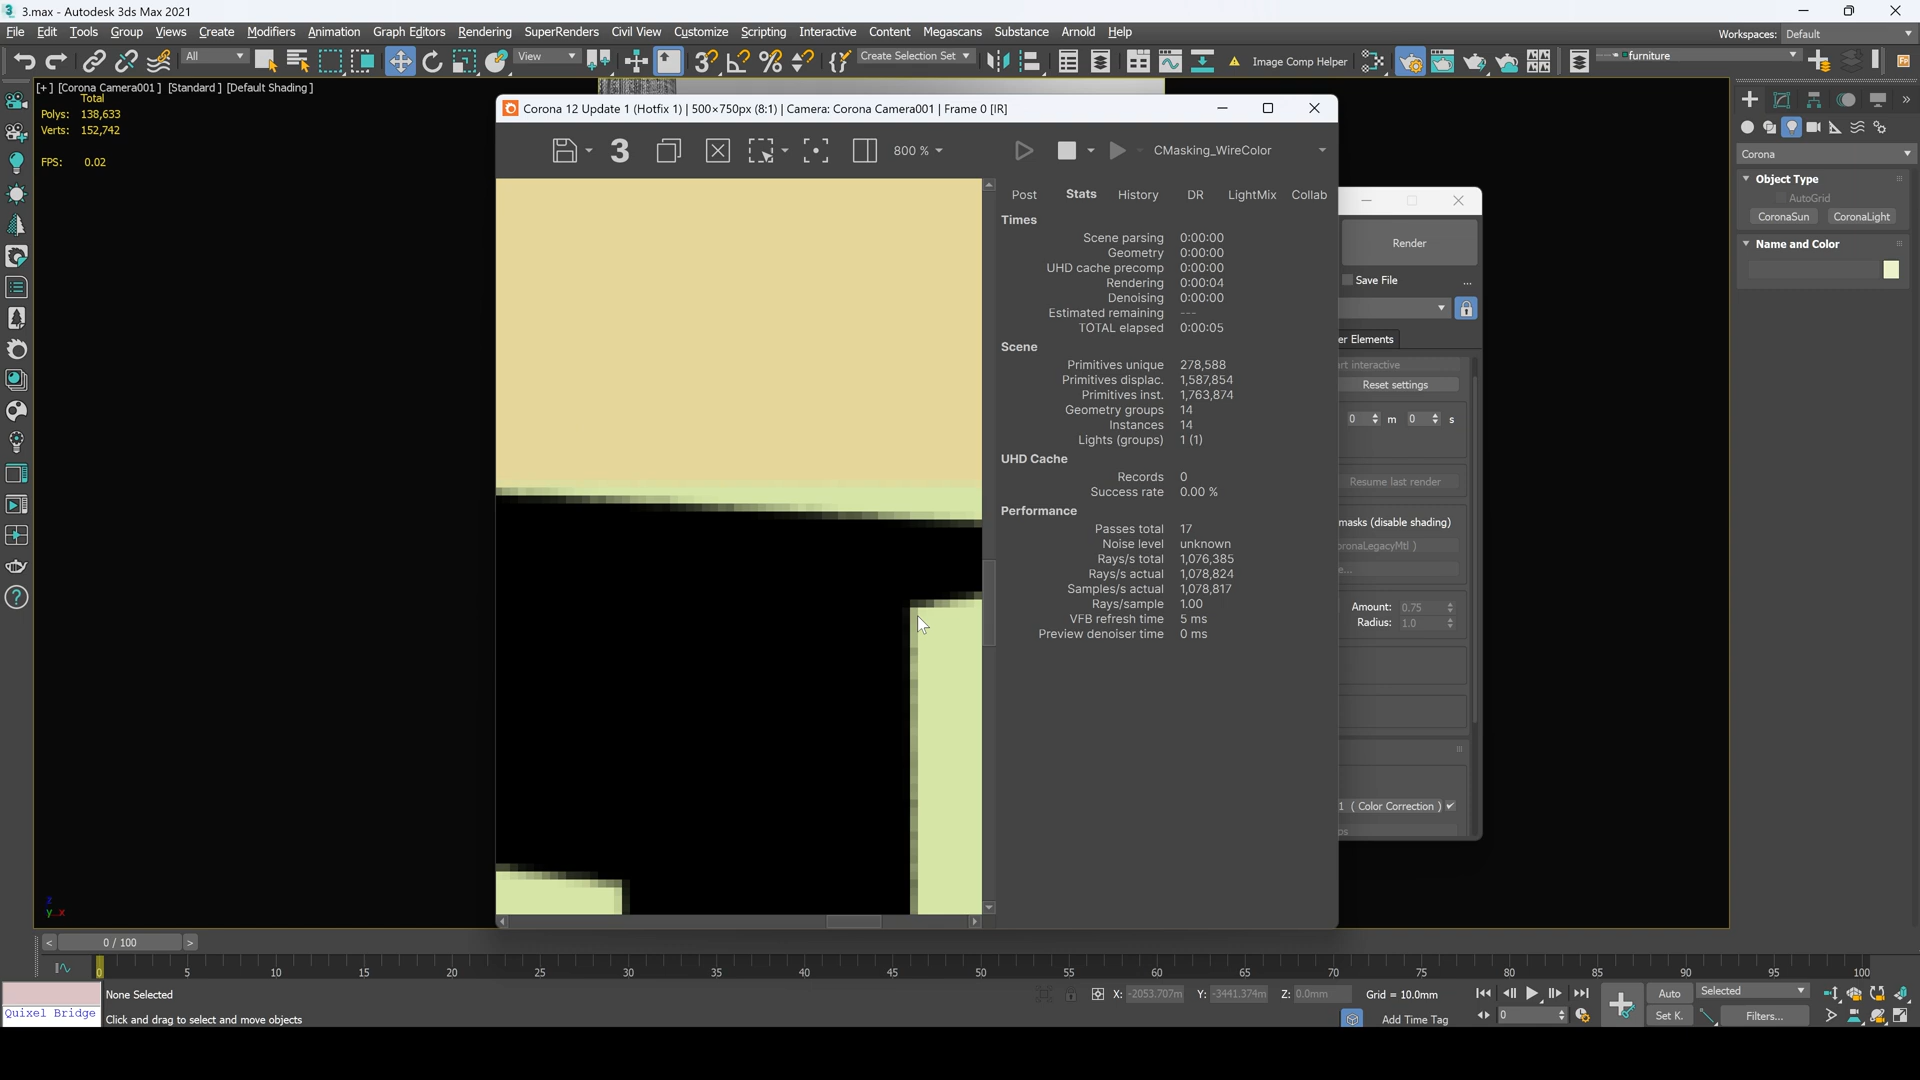 3.max - Autodesk 3ds Max 2021
File Edit Tools Group Views Create Modifiers Animation Graph Editors Rendering SuperRenders Civil View Customize Scripting Interactive Content Megascans Substance Arnold Help
Workspaces: Default
All
View
Create Selection Set
Image Comp Helper
furniture
[+] [Corona Camera001] [Standard] [Default Shading]
Total
Polys: 138,633
Verts: 152,742
FPS: 0.02
Corona 12 Update 1 (Hotfix 1) | 500×750px (8:1) | Camera: Corona Camera001 | Frame 0 [IR]
3
800 %
CMasking_WireColor
Post Stats History DR LightMix Collab
Times
Scene parsing 0:00:00
Geometry 0:00:00
UHD cache precomp 0:00:00
Rendering 0:00:04
Denoising 0:00:00
Estimated remaining ---
TOTAL elapsed 0:00:05
Scene
Primitives unique 278,588
Primitives displac. 1,587,854
Primitives inst. 1,763,874
Geometry groups 14
Instances 14
Lights (groups) 1 (1)
UHD Cache
Records 0
Success rate 0.00 %
Performance
Passes total 17
Noise level unknown
Rays/s total 1,076,385
Rays/s actual 1,078,824
Samples/s actual 1,078,817
Rays/sample 1.00
VFB refresh time 5 ms
Preview denoiser time 0 ms
Render
Save File
...
er Elements
rt interactive
Reset settings
0 m 0 s
Resume last render
masks (disable shading)
oronaLegacyMtl )
e...
Amount: 0.75
Radius: 1.0
1 ( Color Correction )
ps
Corona
Object Type
AutoGrid
CoronaSun CoronaLight
Name and Color
z
y x
< 0 / 100 >
0 5 10 15 20 25 30 35 40 45 50 55 60 65 70 75 80 85 90 95 100
None Selected
Quixel Bridge
Click and drag to select and move objects
X: -2053.707m Y: -3441.374m Z: 0.0mm Grid = 10.0mm
Add Time Tag
0
Auto Selected
Set K. Filters...